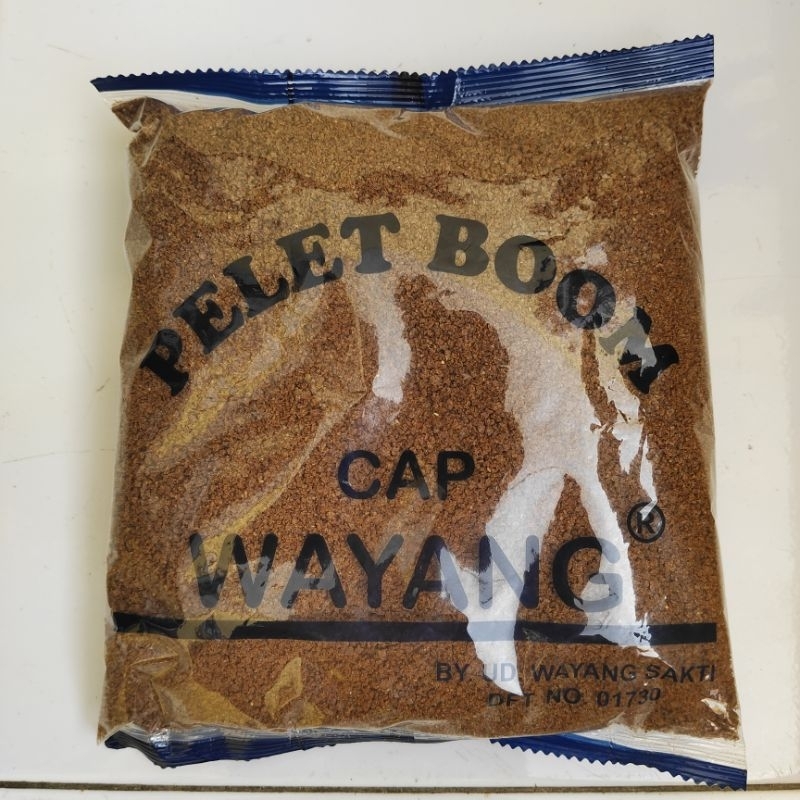 PELET BOOM
CAP
WAYANG ®
BY UD. WAYANG SAKTI
DFT NO. 01730